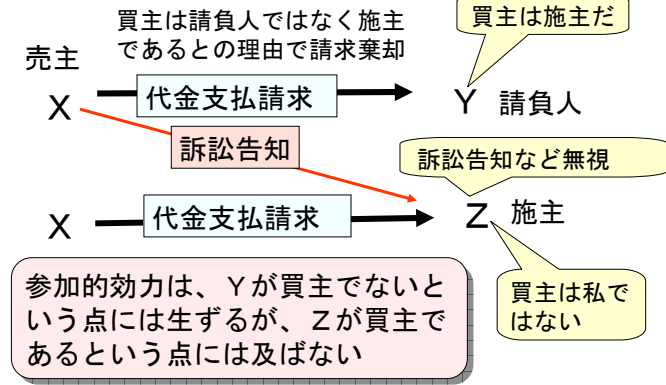 買主は請負人ではなく施主
であるとの理由で請求棄却
買主は施主だ
売主
X
代金支払請求
Y 請負人
訴訟告知
訴訟告知など無視
X
代金支払請求
Z 施主
買主は私で
はない
参加的効力は、Yが買主でないと
いう点には生ずるが、Zが買主で
あるという点には及ばない